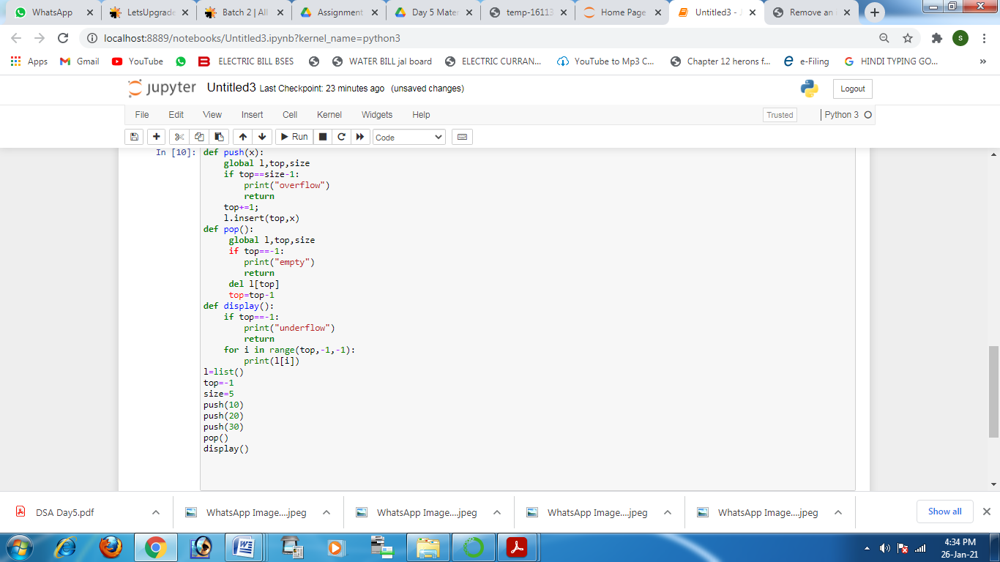 WhatsApp
LetsUpgrade
Batch 2 | All
Assignment
Day 5 Mater
temp-16113
Home Page
Untitled3 - J
Remove an
localhost:8889/notebooks/Untitled3.ipynb?kernel_name=python3
s
Apps
Gmail
YouTube
ELECTRIC BILL BSES
WATER BILL jal board
ELECTRIC CURRAN...
YouTube to Mp3 C...
Chapter 12 herons f...
e-Filing
HINDI TYPING GO...
»
jupyter Untitled3 Last Checkpoint: 23 minutes ago (unsaved changes)
Logout
File Edit View Insert Cell Kernel Widgets Help
Trusted
Python 3
Run
Code
In [10]: def push(x):
    global l,top,size
    if top==size-1:
        print("overflow")
        return
    top+=1;
    l.insert(top,x)
def pop():
     global l,top,size
     if top==-1:
        print("empty")
        return
     del l[top]
     top=top-1
def display():
    if top==-1:
        print("underflow")
        return
    for i in range(top,-1,-1):
        print(l[i])
l=list()
top=-1
size=5
push(10)
push(20)
push(30)
pop()
display()
DSA Day5.pdf
WhatsApp Image....jpeg
WhatsApp Image....jpeg
WhatsApp Image....jpeg
WhatsApp Image....jpeg
Show all
4:34 PM
26-Jan-21